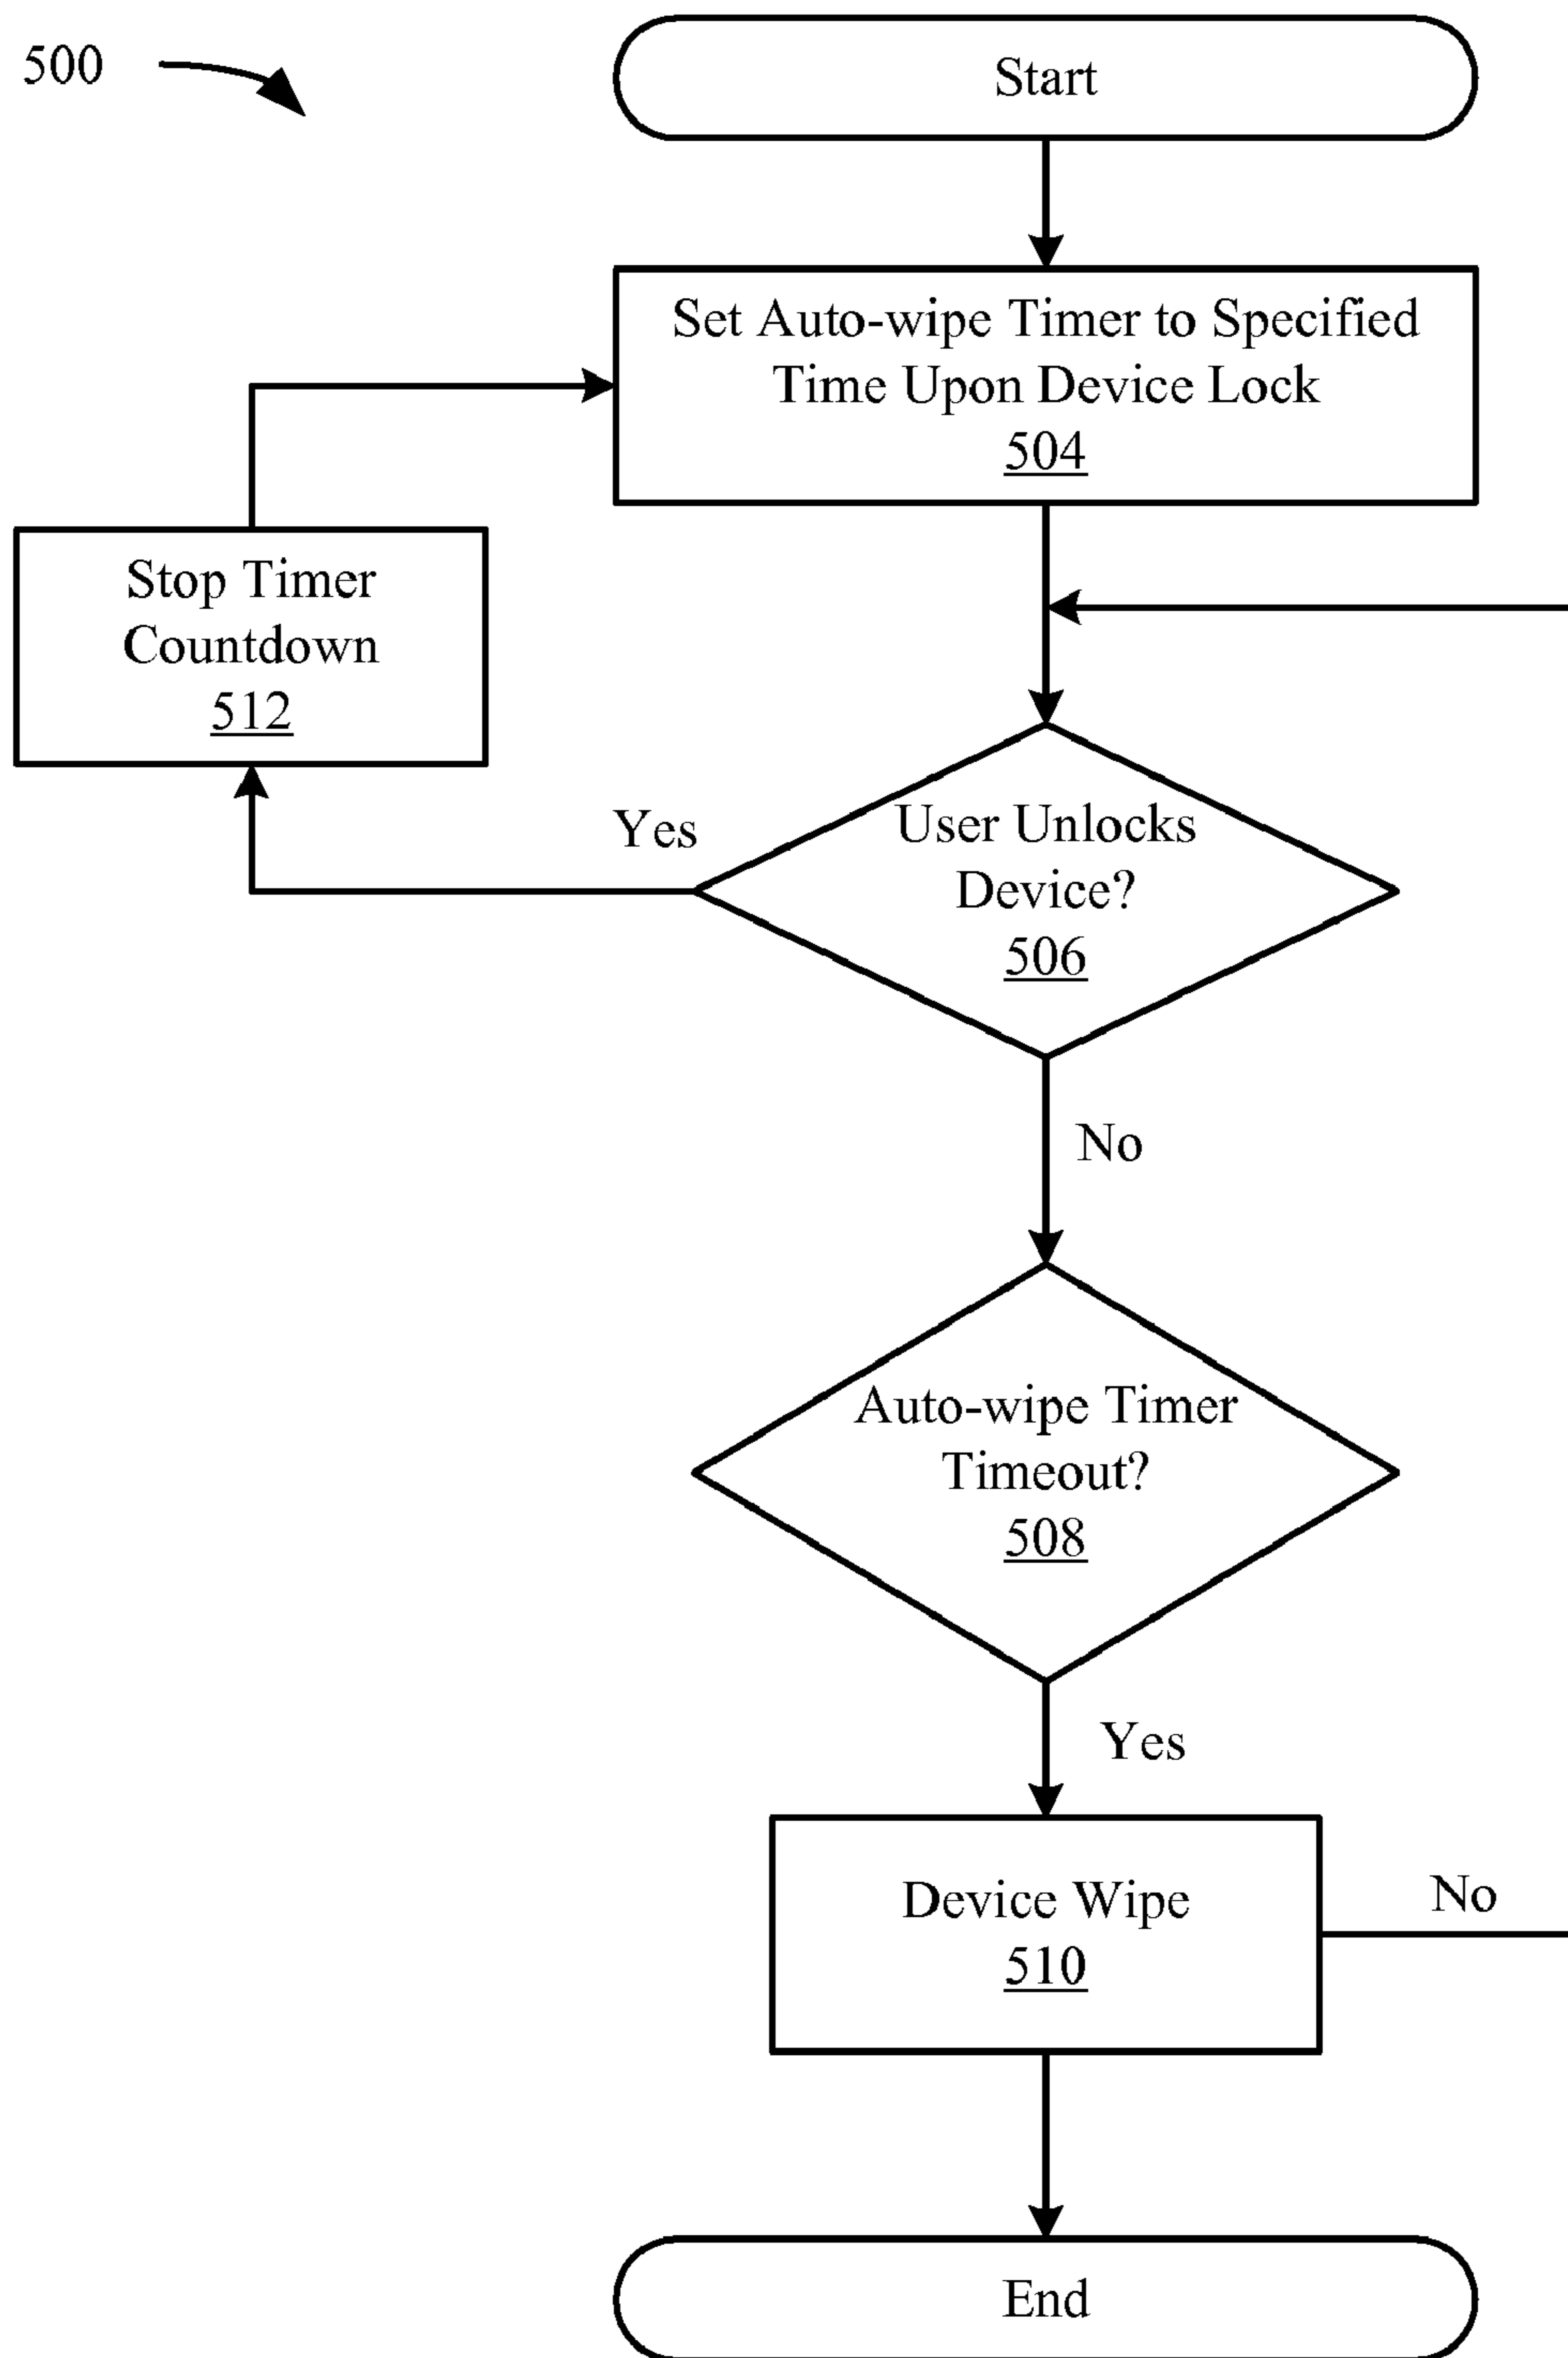 500
Start
Set Auto-wipe Timer to Specified
Time Upon Device Lock
504
Stop Timer
Countdown
512
Yes
User Unlocks
Device?
506
No
Auto-wipe Timer
Timeout?
508
Yes
Device Wipe
510
No
End